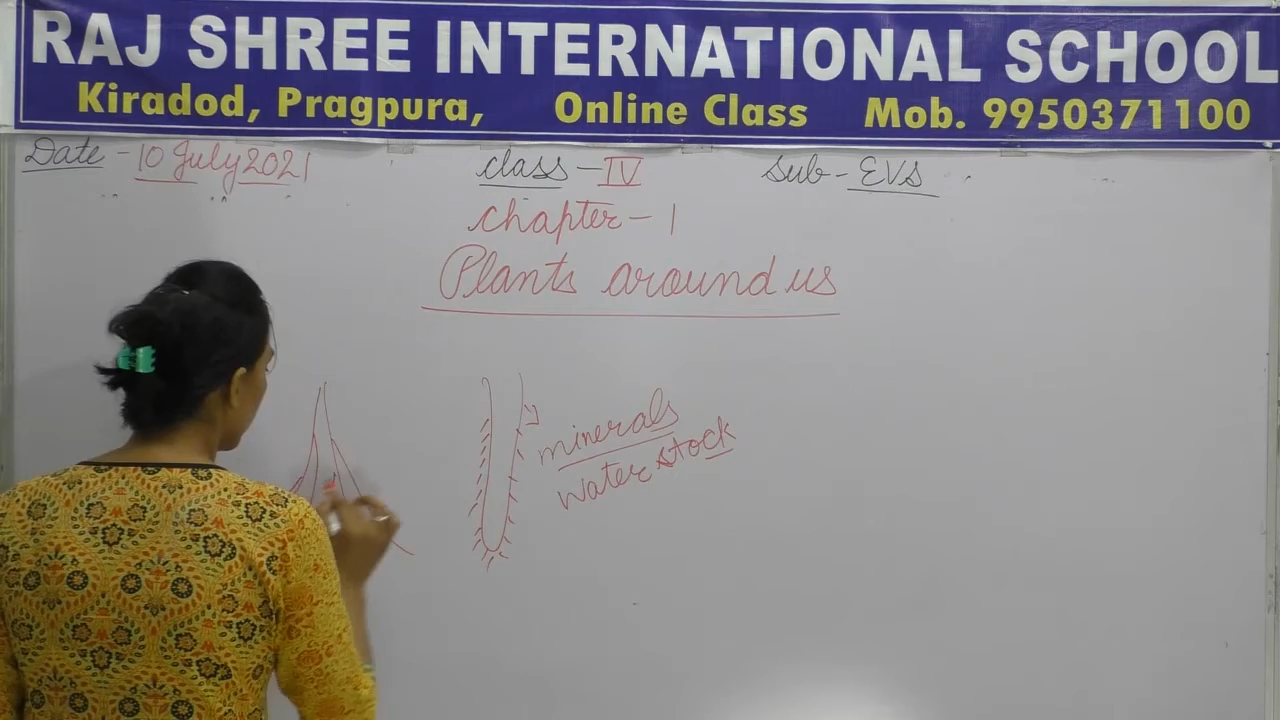 RAJ SHREE INTERNATIONAL SCHOOL
Kiradod, Pragpura, Online Class Mob. 9950371100
Date - 10 July 2021 class - IV Sub - EVS
chapter - 1
Plants around us
minerals
water stock